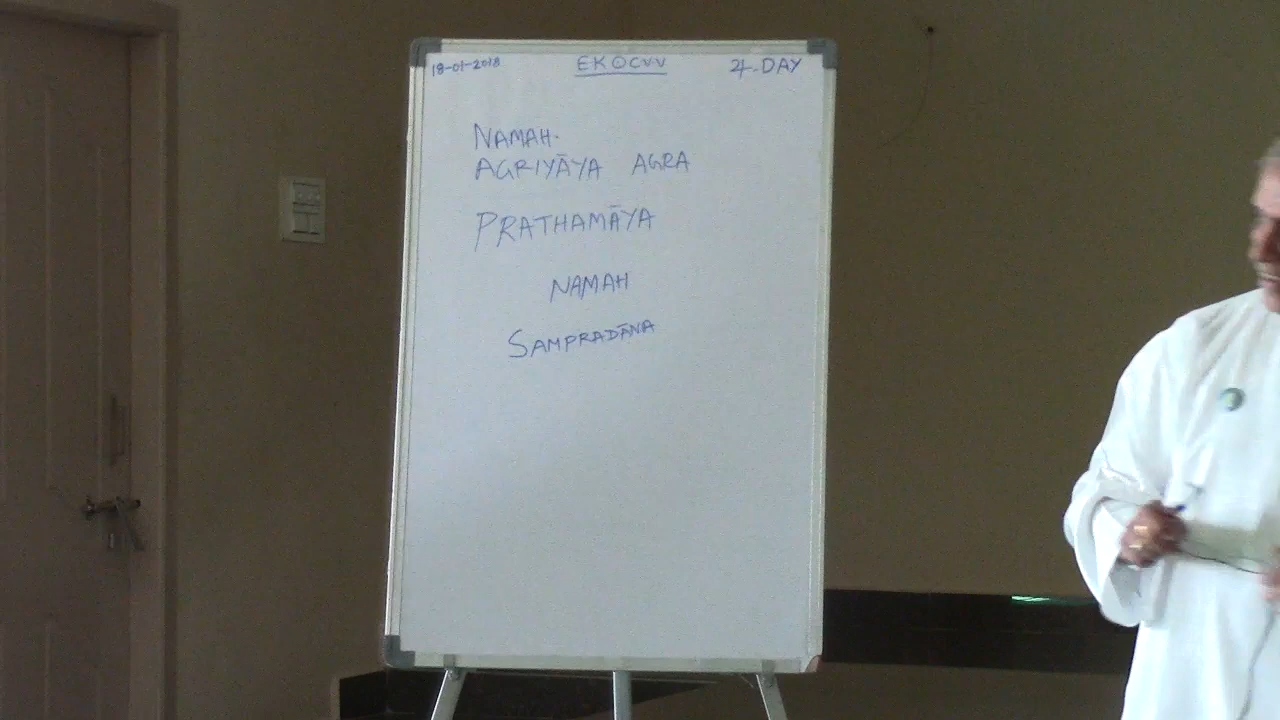 18-01-2018 EKOCVV 4-DAY
NAMAH.
AGRIYĀYA AGRA
PRATHAMĀYA
NAMAH
SAMPRADĀNA